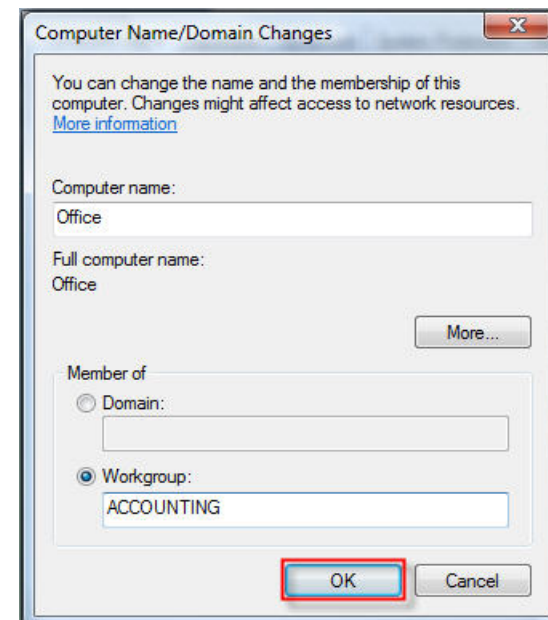 Computer Name/Domain Changes
You can change the name and the membership of this
computer. Changes might affect access to network resources.
More information
Computer name:
Office
Full computer name:
Office
More...
Member of
Domain:
Workgroup:
ACCOUNTING
OK
Cancel